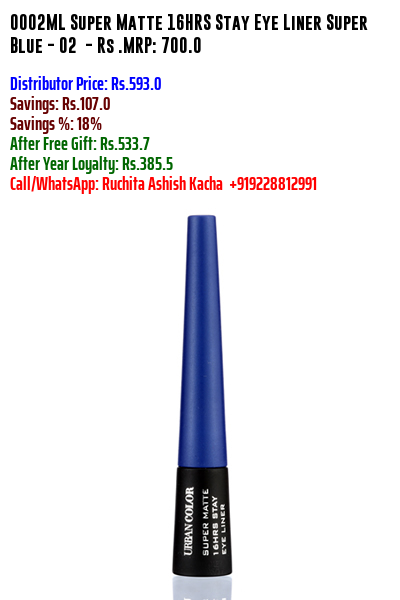 0002ML Super Matte 16HRS Stay Eye Liner Super
Blue - 02 - Rs .MRP: 700.0
Distributor Price: Rs.593.0
Savings: Rs.107.0
Savings %: 18%
After Free Gift: Rs.533.7
After Year Loyalty: Rs.385.5
Call/WhatsApp: Ruchita Ashish Kacha +919228812991
URBAN COLOR
SUPER MATTE
16HRS STAY
EYE LINER